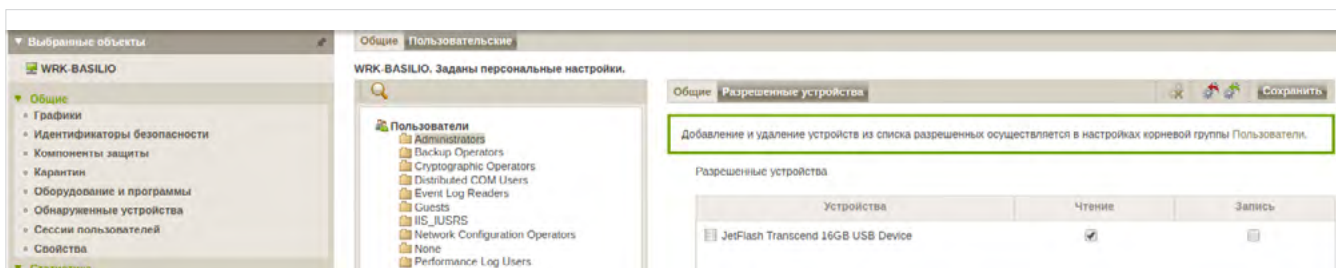 Выбранные объекты
WRK-BASILIO
Общие
Графики
Идентификаторы безопасности
Компоненты защиты
Карантин
Оборудование и программы
Обнаруженные устройства
Сессии пользователей
Свойства
Статистика
Общие Пользовательские
WRK-BASILIO. Заданы персональные настройки.
Пользователи
Administrators
Backup Operators
Cryptographic Operators
Distributed COM Users
Event Log Readers
Guests
IIS_IUSRS
Network Configuration Operators
None
Performance Log Users
Общие Разрешенные устройства Сохранить
Добавление и удаление устройств из списка разрешенных осуществляется в настройках корневой группы Пользователи.
Разрешенные устройства
Устройства Чтение Запись
JetFlash Transcend 16GB USB Device